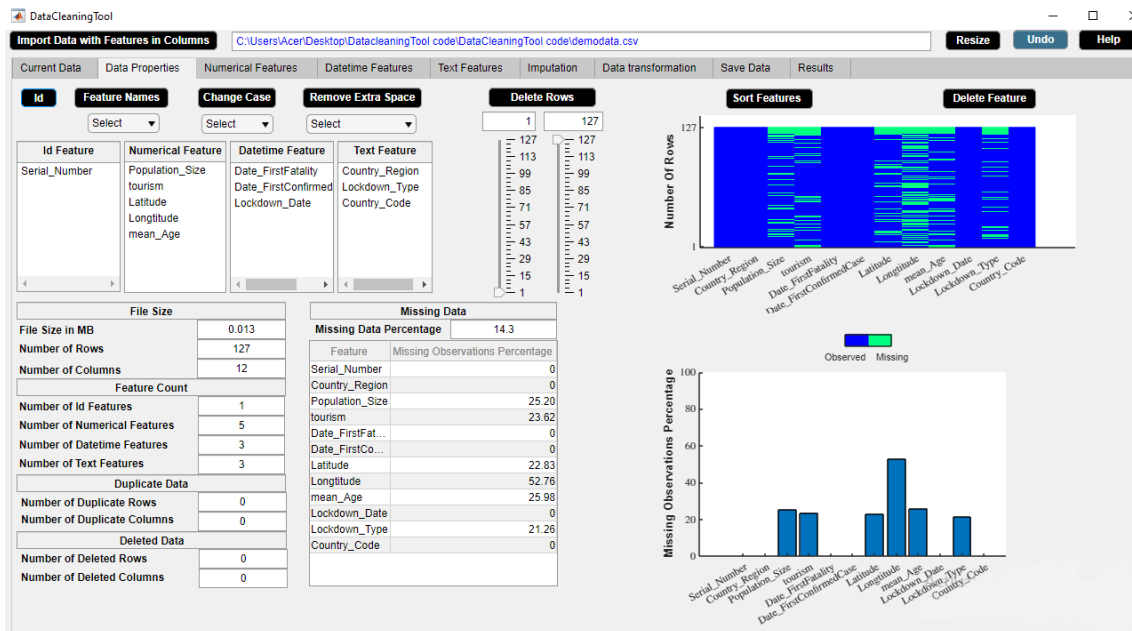 DataCleaningTool
Import Data with Features in Columns C:\Users\Acer\Desktop\DatacleaningTool code\DataCleaningTool code\demodata.csv Resize Undo Help
Current Data Data Properties Numerical Features Datetime Features Text Features Imputation Data transformation Save Data Results
Id Feature Names Change Case Remove Extra Space Delete Rows Sort Features Delete Feature
Select Select Select 1 127
Id Feature Numerical Feature Datetime Feature Text Feature
Serial_Number Population_Size Date_FirstFatality Country_Region
tourism Date_FirstConfirmed Lockdown_Type
Latitude Lockdown_Date Country_Code
Longtitude
mean_Age
127 127
113 113
99 99
85 85
71 71
57 57
43 43
29 29
15 15
1 1
Number Of Rows
127
1
Serial_Number Country_Region Population_Size tourism Date_FirstFatality Date_FirstConfirmedCase Latitude Longtitude mean_Age Lockdown_Date Lockdown_Type Country_Code
Observed Missing
File Size
File Size in MB 0.013
Number of Rows 127
Number of Columns 12
Feature Count
Number of Id Features 1
Number of Numerical Features 5
Number of Datetime Features 3
Number of Text Features 3
Duplicate Data
Number of Duplicate Rows 0
Number of Duplicate Columns 0
Deleted Data
Number of Deleted Rows 0
Number of Deleted Columns 0
Missing Data
Missing Data Percentage 14.3
Feature Missing Observations Percentage
Serial_Number 0
Country_Region 0
Population_Size 25.20
tourism 23.62
Date_FirstFat... 0
Date_FirstCo... 0
Latitude 22.83
Longtitude 52.76
mean_Age 25.98
Lockdown_Date 0
Lockdown_Type 21.26
Country_Code 0
Missing Observations Percentage
100
80
60
40
20
0
Serial_Number Country_Region Population_Size tourism Date_FirstFatality Date_FirstConfirmedCase Latitude Longtitude mean_Age Lockdown_Date Lockdown_Type Country_Code